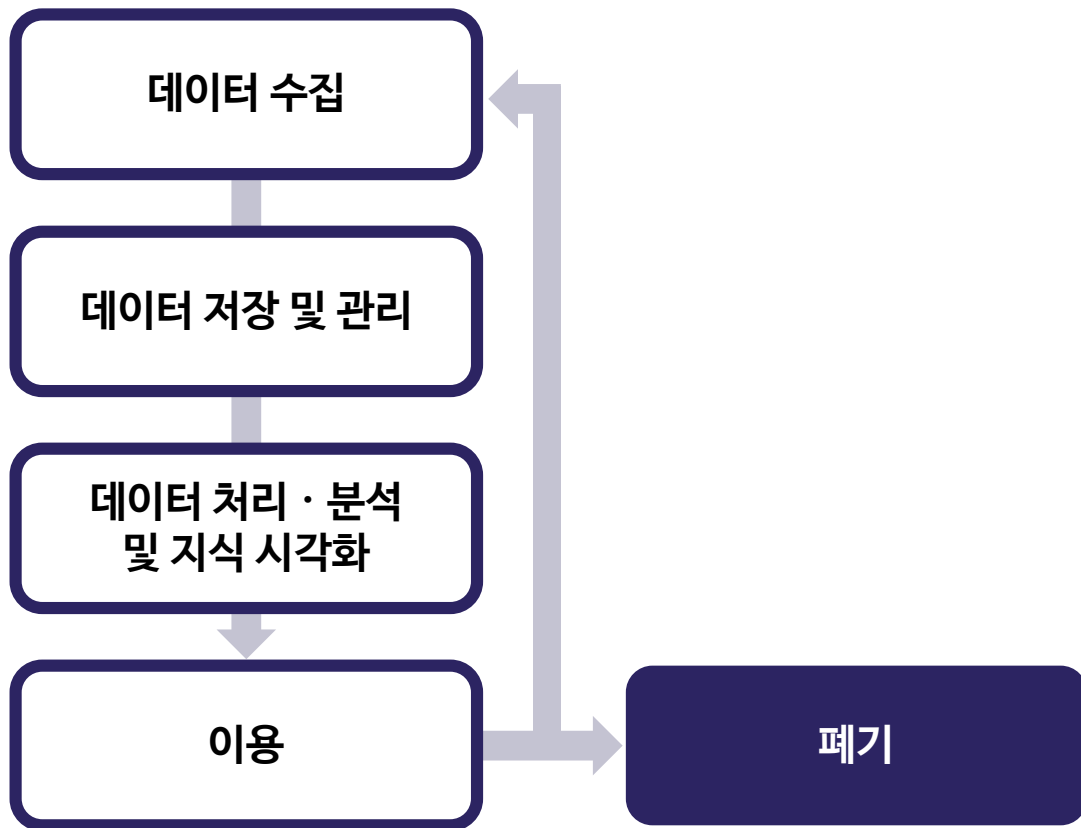 데이터 수집
데이터 저장 및 관리
데이터 처리 · 분석
및 지식 시각화
이용
폐기